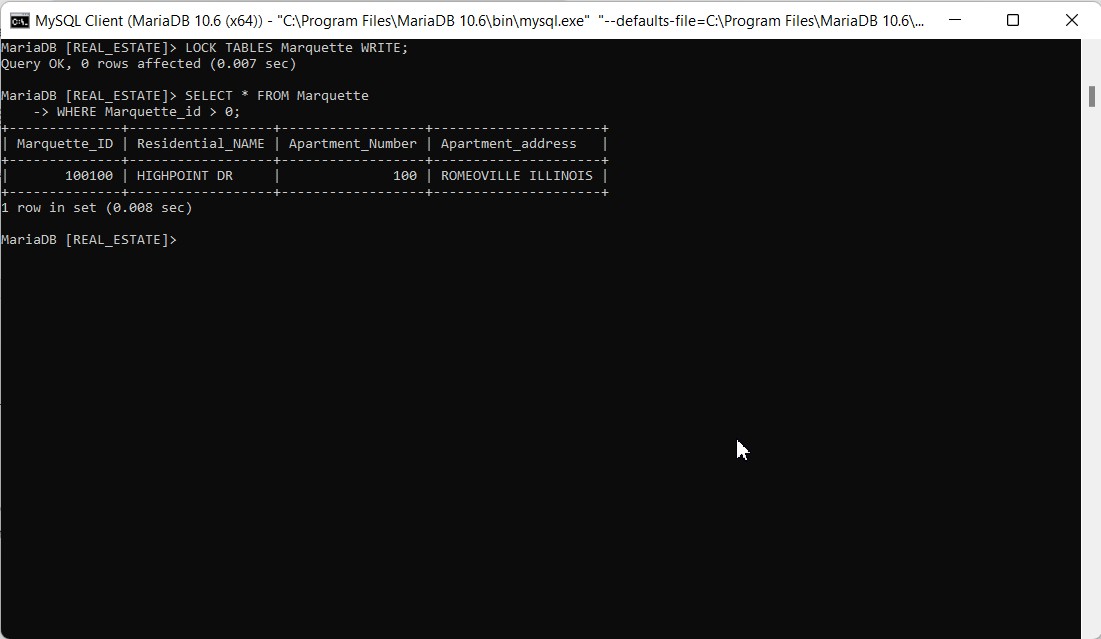 MySQL Client (MariaDB 10.6 (x64)) - "C:\Program Files\MariaDB 10.6\bin\mysql.exe"  "--defaults-file=C:\Program Files\MariaDB 10.6\...
MariaDB [REAL_ESTATE]> LOCK TABLES Marquette WRITE;
Query OK, 0 rows affected (0.007 sec)
MariaDB [REAL_ESTATE]> SELECT * FROM Marquette
    -> WHERE Marquette_id > 0;
+--------------+------------------+------------------+---------------------+
| Marquette_ID | Residential_NAME | Apartment_Number | Apartment_address   |
+--------------+------------------+------------------+---------------------+
|       100100 | HIGHPOINT DR     |              100 | ROMEOVILLE ILLINOIS |
+--------------+------------------+------------------+---------------------+
1 row in set (0.008 sec)
MariaDB [REAL_ESTATE]>